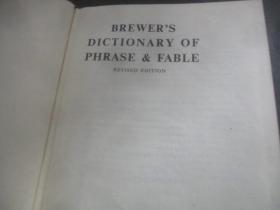 BREWER'S
DICTIONARY OF
PHRASE & FABLE
REVISED EDITION